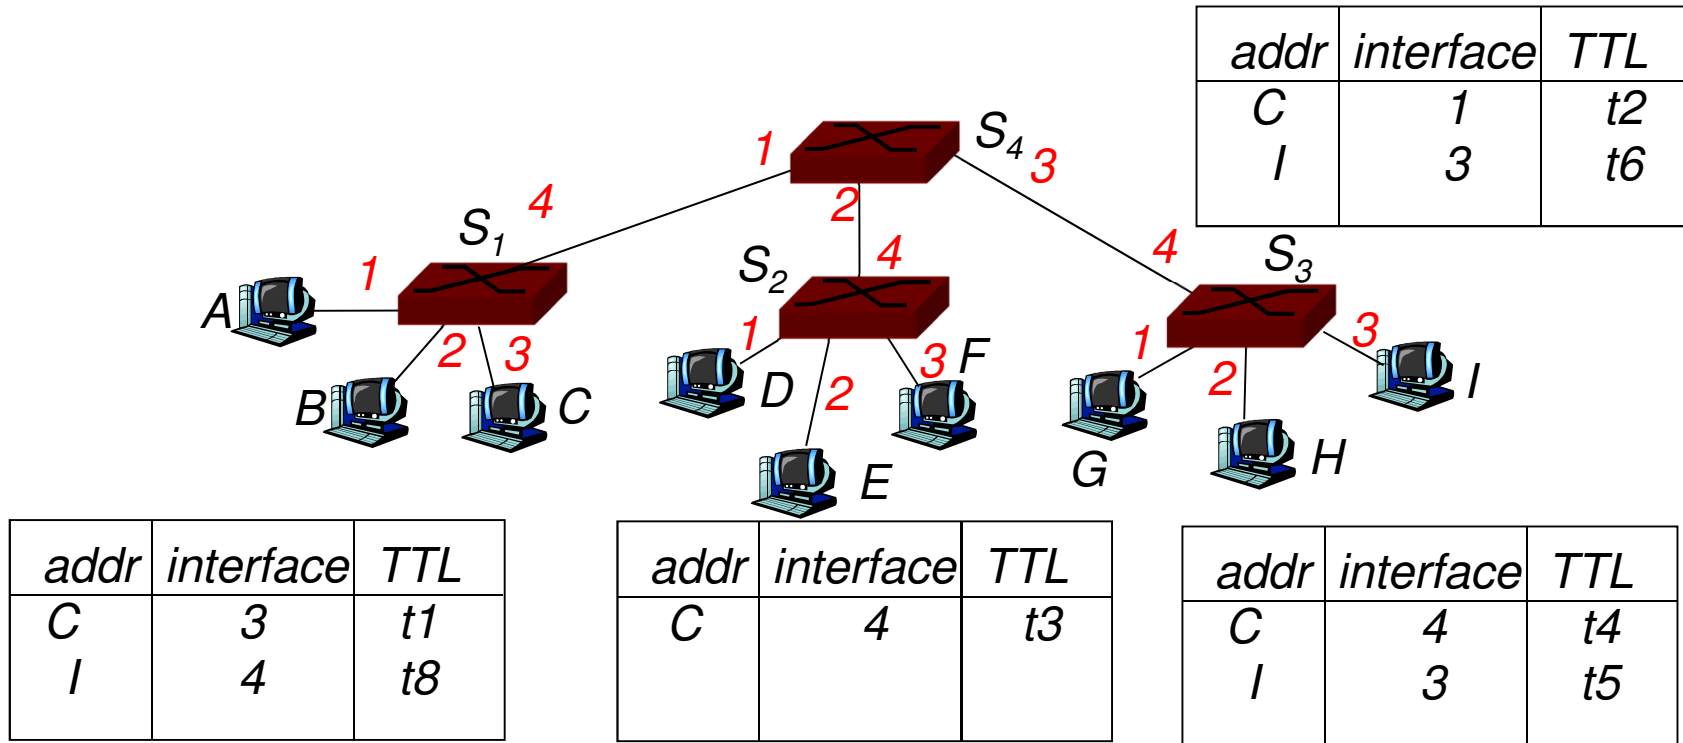 addr interface TTL
C 1 t2
I 3 t6
S4
1
3
2
4
S1
1
A
2
3
B
C
S2
4
1
D
2
3
F
E
4
S3
1
2
3
I
G
H
addr interface TTL
C 3 t1
I 4 t8
addr interface TTL
C 4 t3
addr interface TTL
C 4 t4
I 3 t5